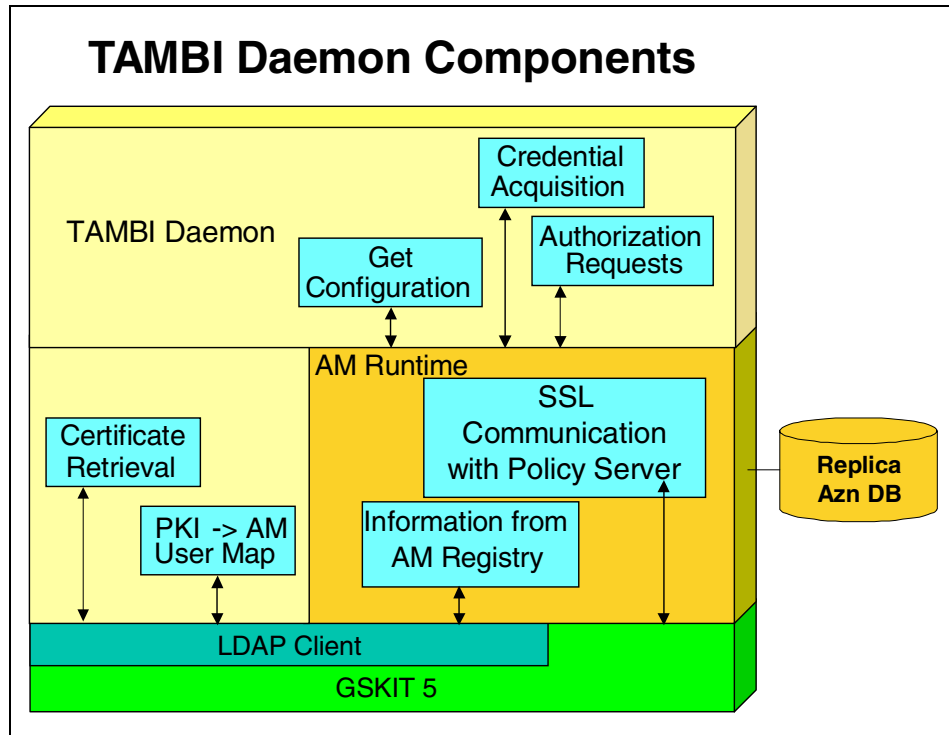 TAMBI Daemon Components
Credential
Acquisition
TAMBI Daemon
Authorization
Requests
Get
Configuration
AM Runtime
SSL
Communication
with Policy Server
Certificate
Retrieval
Replica
Azn DB
PKI -> AM
User Map
Information from
AM Registry
LDAP Client
GSKIT 5